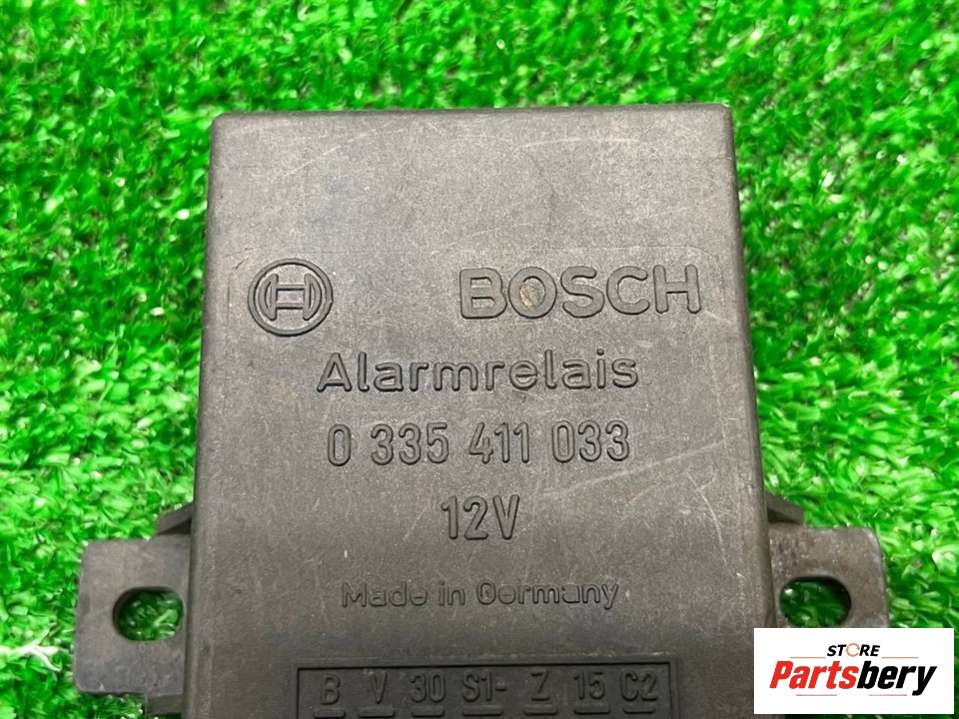 BOSCH
Alarmrelais
0 335 411 033
12V
Made in Germany
B V 30 S1- Z 15 C2
STORE
Partsbery